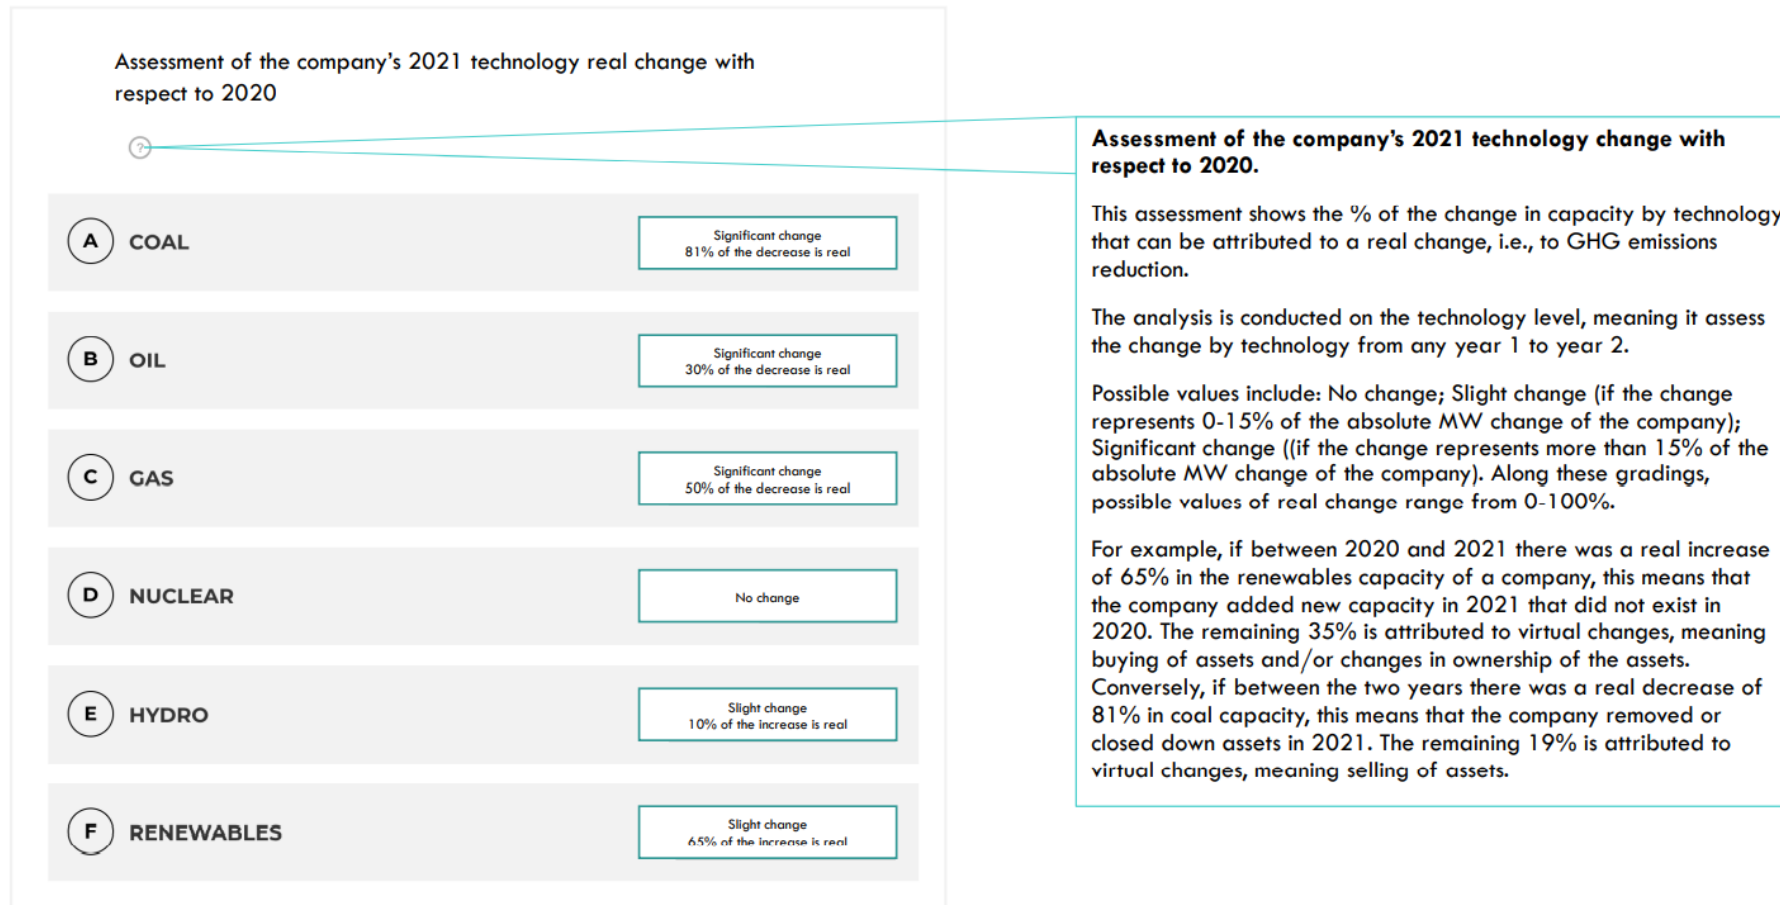 Assessment of the company's 2021 technology real change with
respect to 2020
?
A COAL
Significant change
81% of the decrease is real
B OIL
Significant change
30% of the decrease is real
C GAS
Significant change
50% of the decrease is real
D NUCLEAR
No change
E HYDRO
Slight change
10% of the increase is real
F RENEWABLES
Slight change
65% of the increase is real
Assessment of the company's 2021 technology change with
respect to 2020.
This assessment shows the % of the change in capacity by technology
that can be attributed to a real change, i.e., to GHG emissions
reduction.
The analysis is conducted on the technology level, meaning it assess
the change by technology from any year 1 to year 2.
Possible values include: No change; Slight change (if the change
represents 0-15% of the absolute MW change of the company);
Significant change ((if the change represents more than 15% of the
absolute MW change of the company). Along these gradings,
possible values of real change range from 0-100%.
For example, if between 2020 and 2021 there was a real increase
of 65% in the renewables capacity of a company, this means that
the company added new capacity in 2021 that did not exist in
2020. The remaining 35% is attributed to virtual changes, meaning
buying of assets and/or changes in ownership of the assets.
Conversely, if between the two years there was a real decrease of
81% in coal capacity, this means that the company removed or
closed down assets in 2021. The remaining 19% is attributed to
virtual changes, meaning selling of assets.